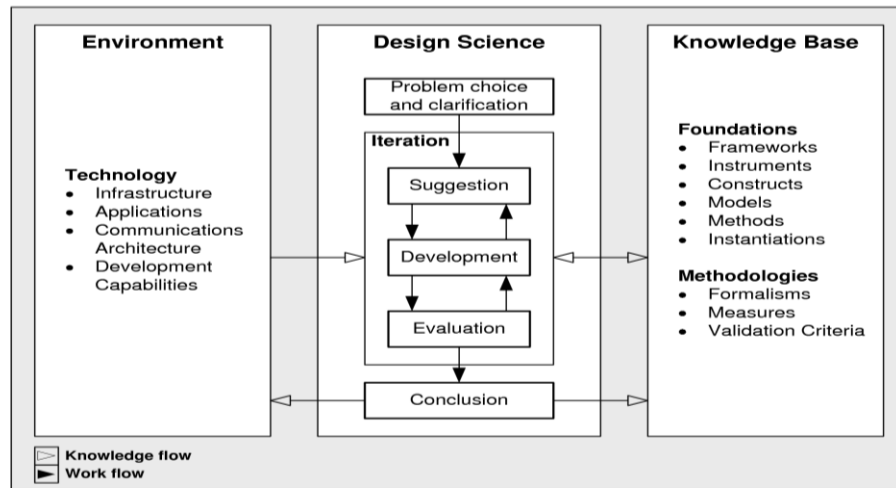 Environment
Technology
• Infrastructure
• Applications
• Communications
Architecture
• Development
Capabilities
Design Science
Problem choice
and clarification
Iteration
Suggestion
Development
Evaluation
Conclusion
Knowledge Base
Foundations
• Frameworks
• Instruments
• Constructs
• Models
• Methods
• Instantiations
Methodologies
• Formalisms
• Measures
• Validation Criteria
Knowledge flow
Work flow